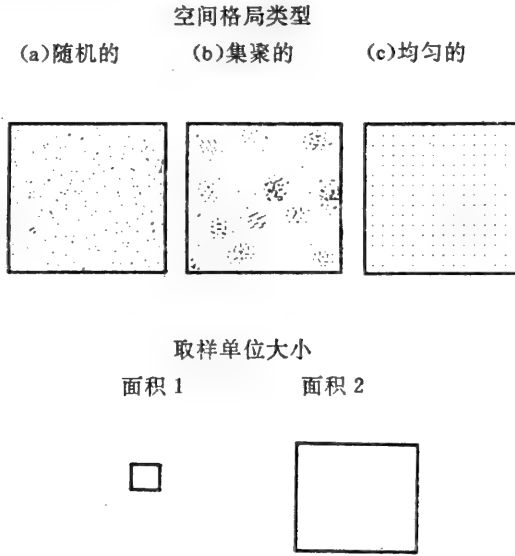 空间格局类型
(a)随机的 (b)集聚的 (c)均匀的
取样单位大小
面积 1 面积 2